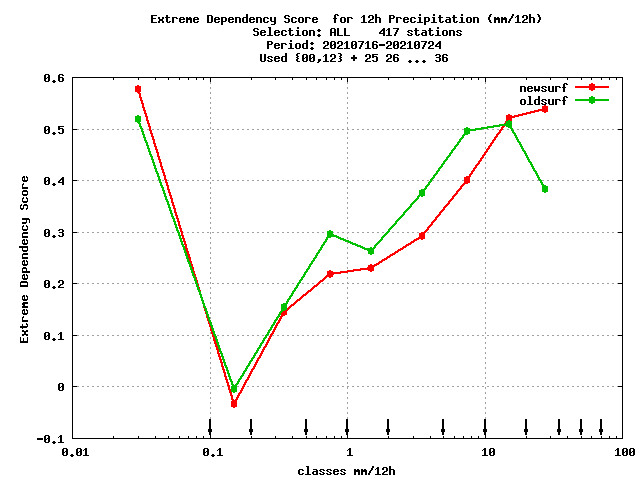 Extreme Dependency Score  for 12h Precipitation (mm/12h)
Selection: ALL    417 stations
Period: 20210716-20210724
Used {00,12} + 25 26 ... 36
newsurf
oldsurf
0.6
0.5
0.4
0.3
0.2
0.1
0
-0.1
Extreme Dependency Score
0.01
0.1
1
10
100
classes mm/12h